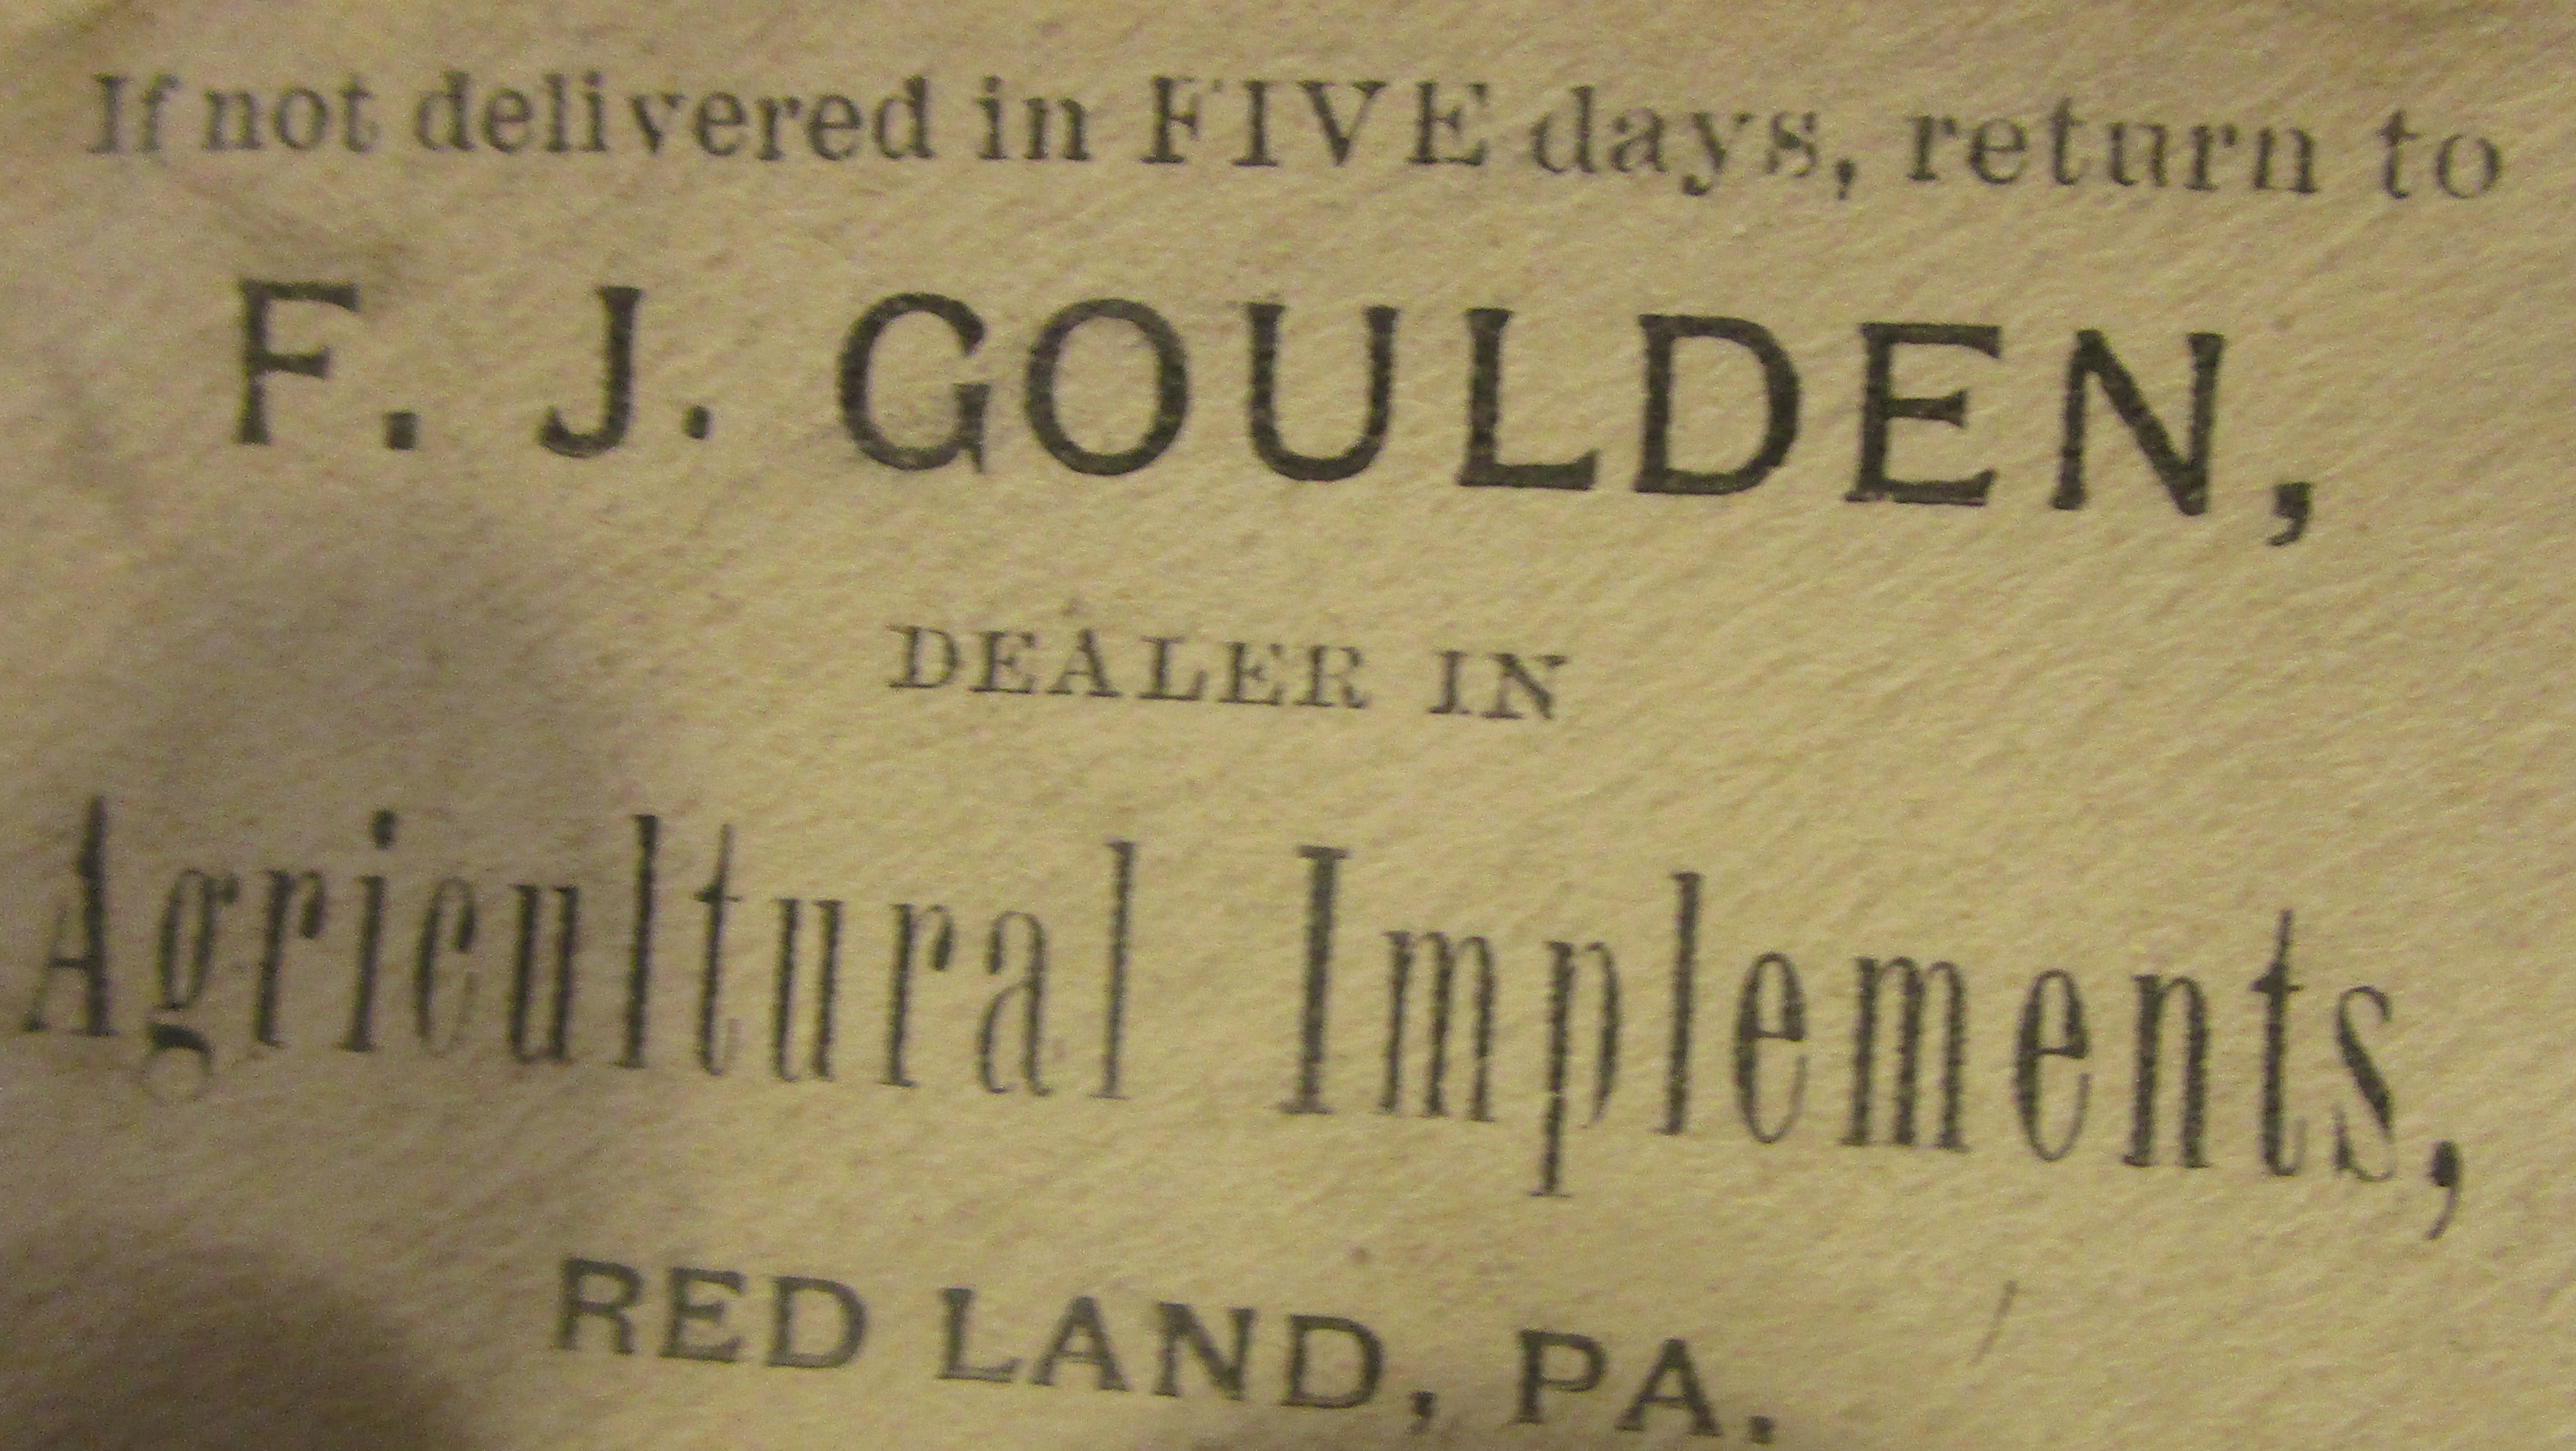 If not delivered in FIVE days, return to
F. J. GOULDEN,
DEALER IN
Agricultural Implements,
RED LAND, PA.